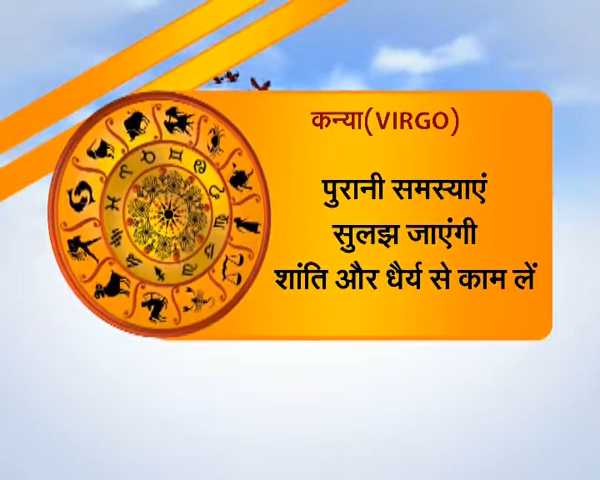 कन्या(VIRGO)
पुरानी समस्याएं
सुलझ जाएंगी
शांति और धैर्य से काम लें